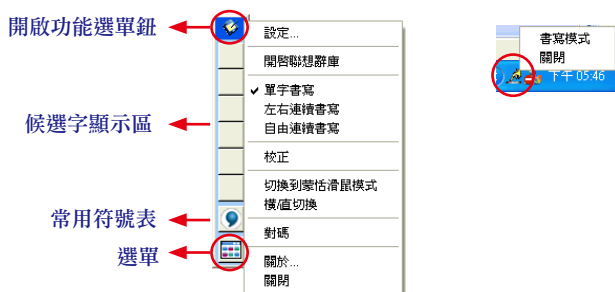 開啟功能選單鈕
候選字顯示區
常用符號表
選單
設定...
開啓聯想辭庫
單字書寫
左右連續書寫
自由連續書寫
校正
切換到蒙恬滑鼠模式
橫/直切換
對碼
關於...
關閉
書寫模式
關閉
下午 05:46